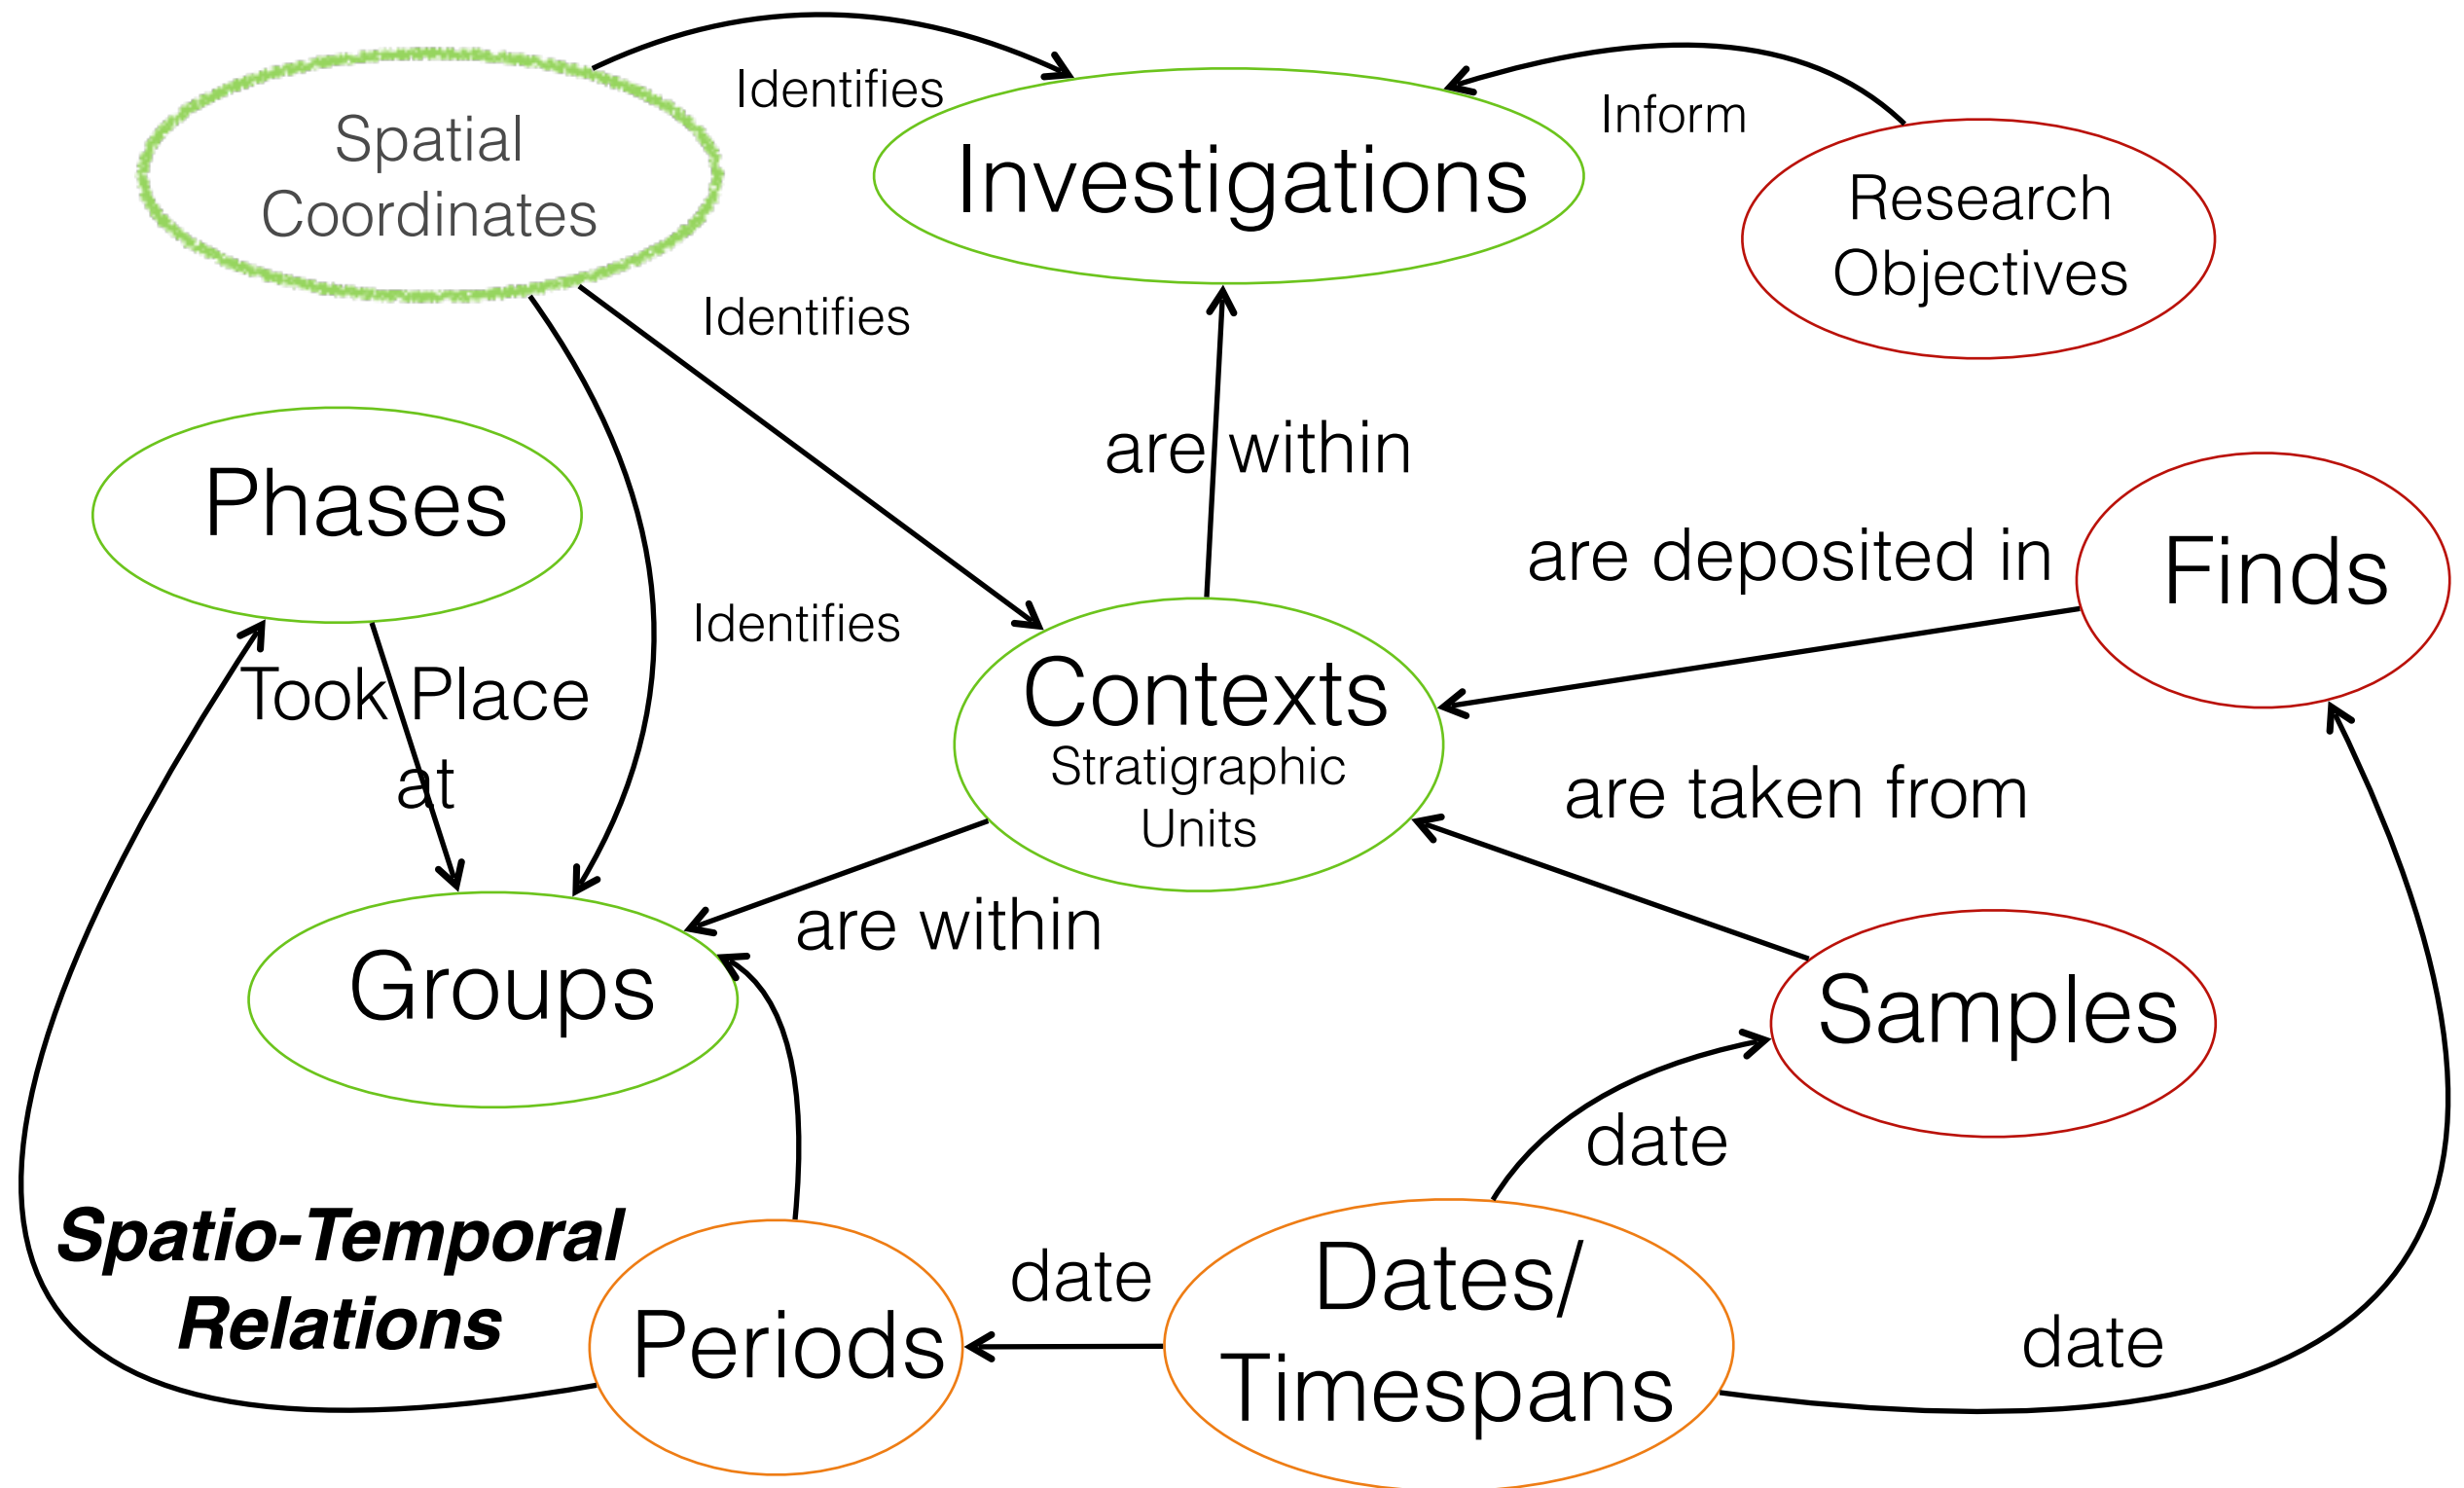 Identifies
Inform
Spatial
Coordinates
Investigations
Research
Objectives
Identifies
are within
Phases
are deposited in
Finds
Identifies
Took Place
at
Contexts
Stratigraphic
Units
are taken from
are within
Groups
Samples
date
Spatio-Temporal
Relations
Periods
date
Dates/
Timespans
date